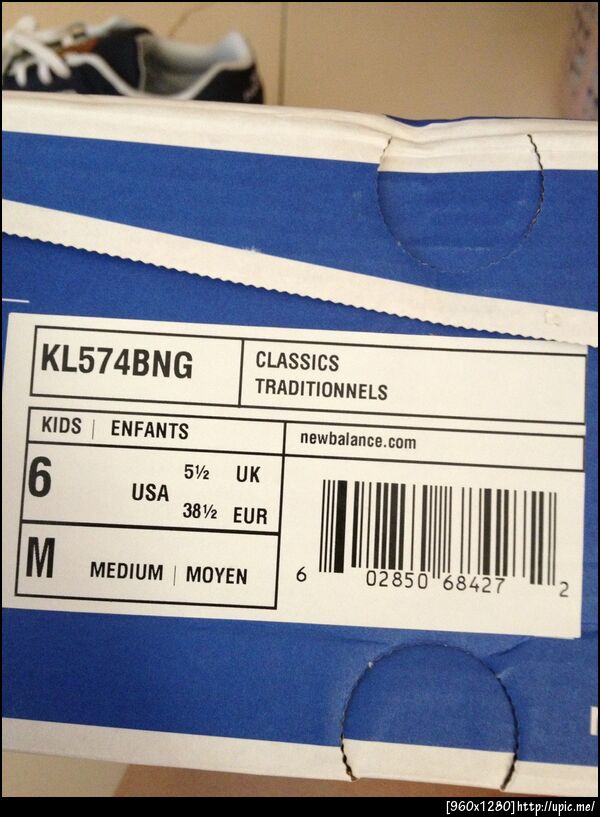 KL574BNG
CLASSICS
TRADITIONNELS
KIDS | ENFANTS
newbalance.com
6 USA 5½ UK
38½ EUR
M MEDIUM | MOYEN
6 02850 68427 2
[960x1280]http://upic.me/